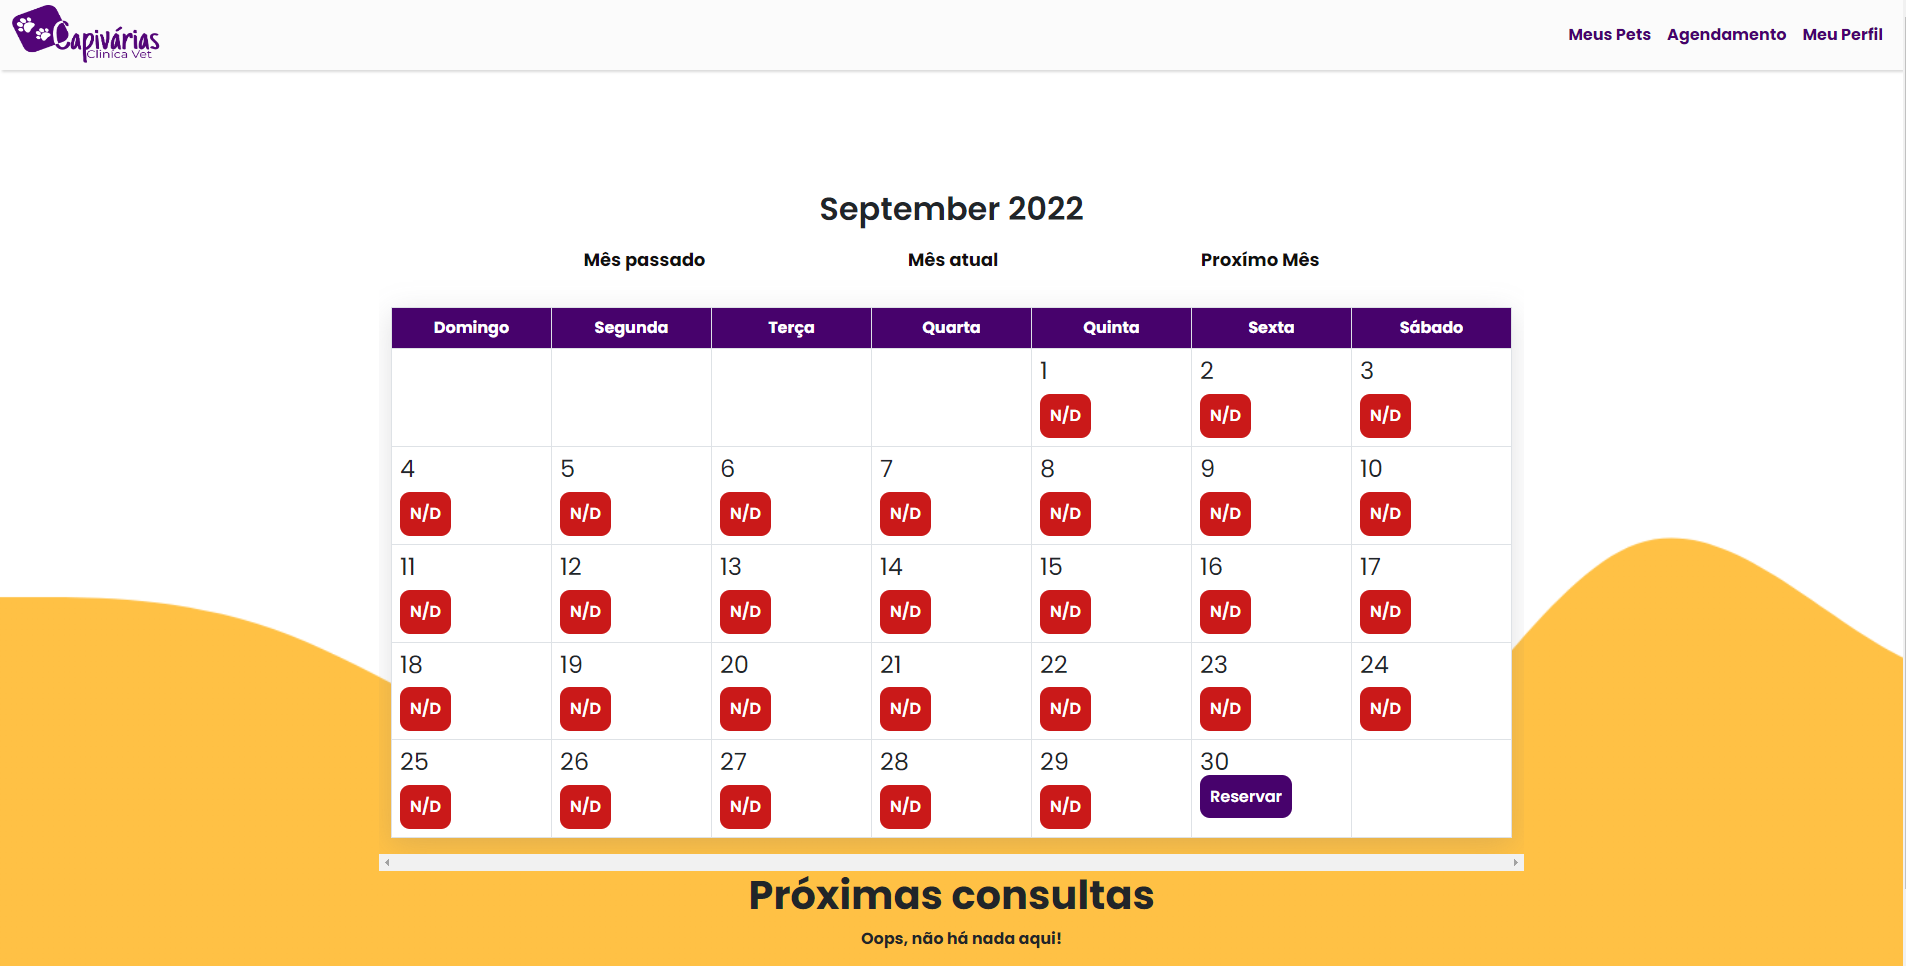 Capivárias
Clinica Vet
Meus Pets Agendamento Meu Perfil
September 2022
Mês passado Mês atual Proxímo Mês
Domingo Segunda Terça Quarta Quinta Sexta Sábado
1 2 3
N/D N/D N/D
4 5 6 7 8 9 10
N/D N/D N/D N/D N/D N/D N/D
11 12 13 14 15 16 17
N/D N/D N/D N/D N/D N/D N/D
18 19 20 21 22 23 24
N/D N/D N/D N/D N/D N/D N/D
25 26 27 28 29 30
N/D N/D N/D N/D N/D Reservar
Próximas consultas
Oops, não há nada aqui!